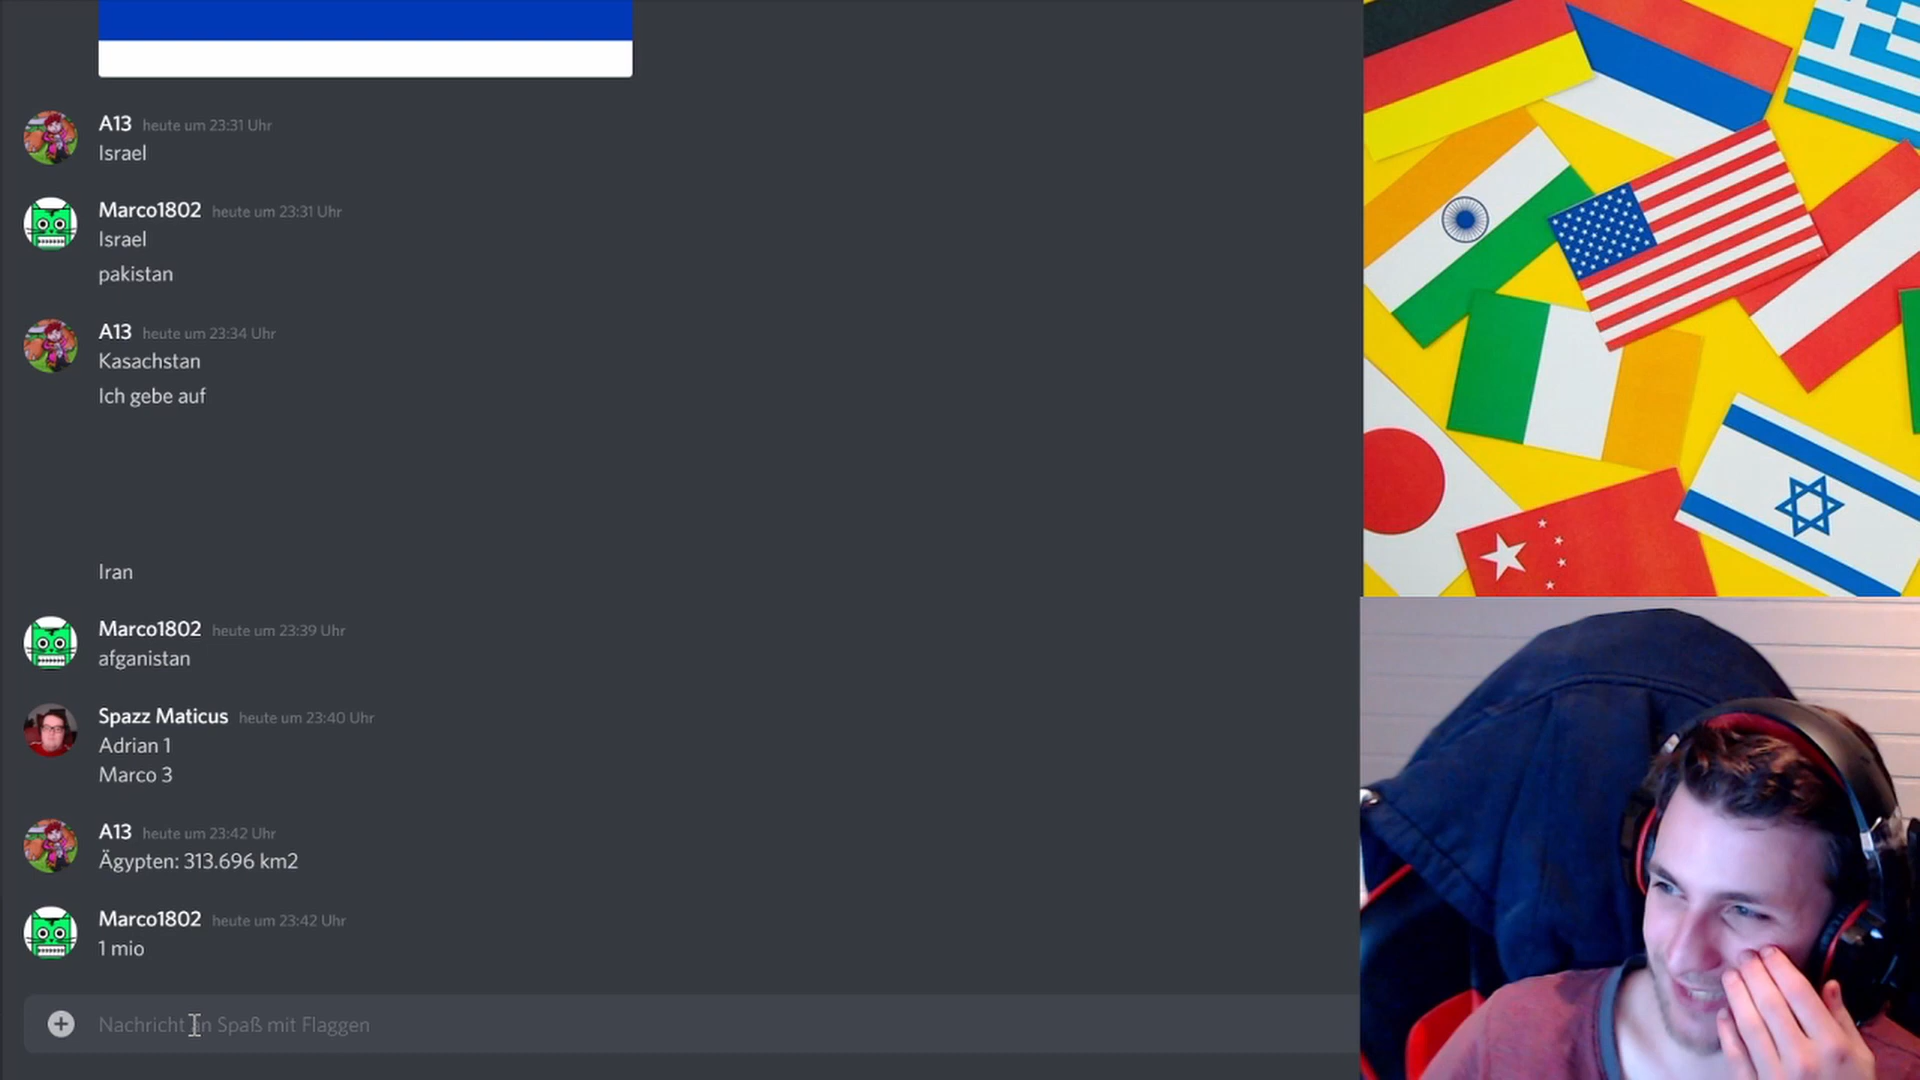 A13 heute um 23:31 Uhr
Israel
Marco1802 heute um 23:31 Uhr
Israel
pakistan
A13 heute um 23:34 Uhr
Kasachstan
Ich gebe auf
Iran
Marco1802 heute um 23:39 Uhr
afganistan
Spazz Maticus heute um 23:40 Uhr
Adrian 1
Marco 3
A13 heute um 23:42 Uhr
Ägypten: 313.696 km2
Marco1802 heute um 23:42 Uhr
1 mio
Nachricht an Spaß mit Flaggen